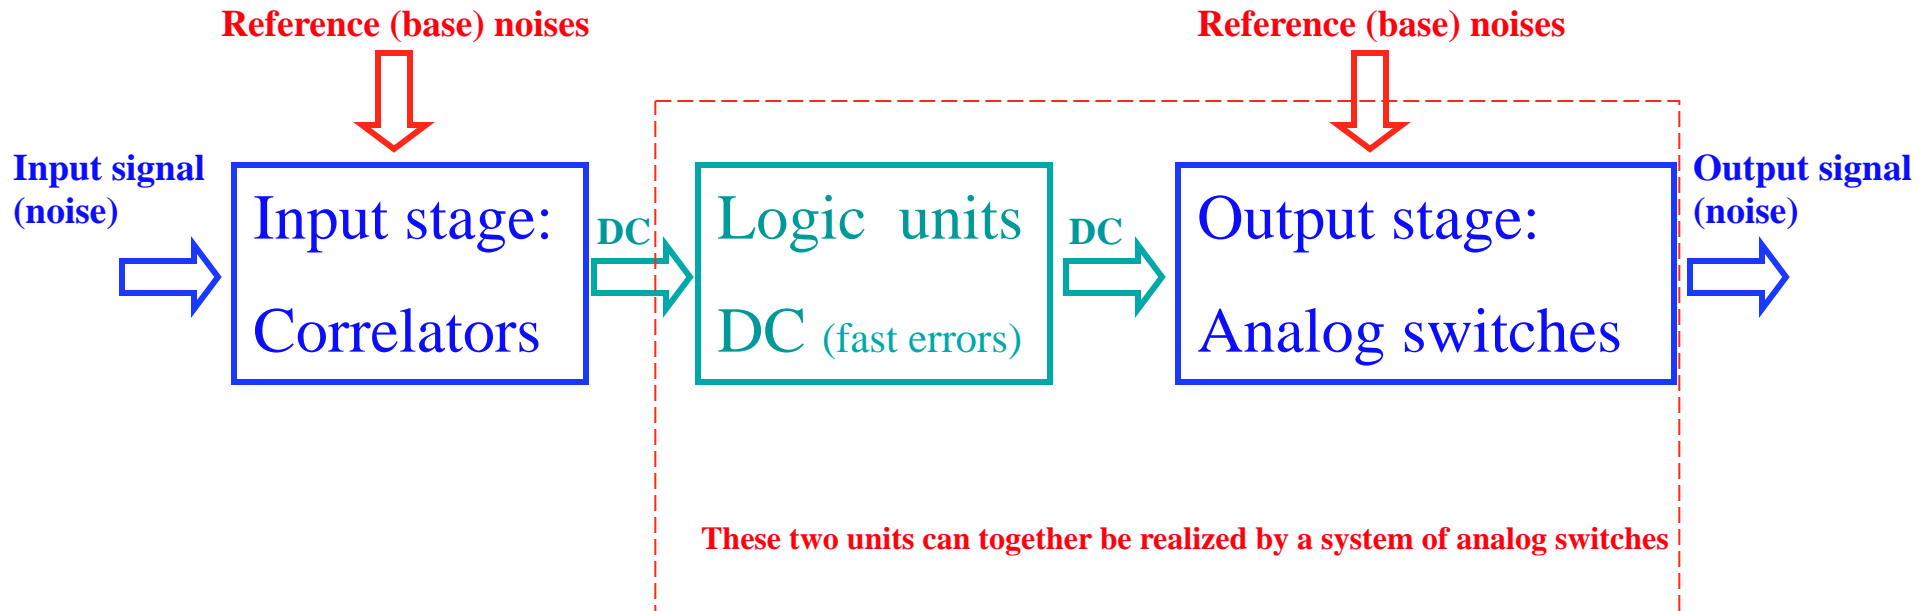 Reference (base) noises
Reference (base) noises
Input signal
(noise)
Input stage:
Correlators
DC
Logic units
DC (fast errors)
DC
Output stage:
Analog switches
Output signal
(noise)
These two units can together be realized by a system of analog switches